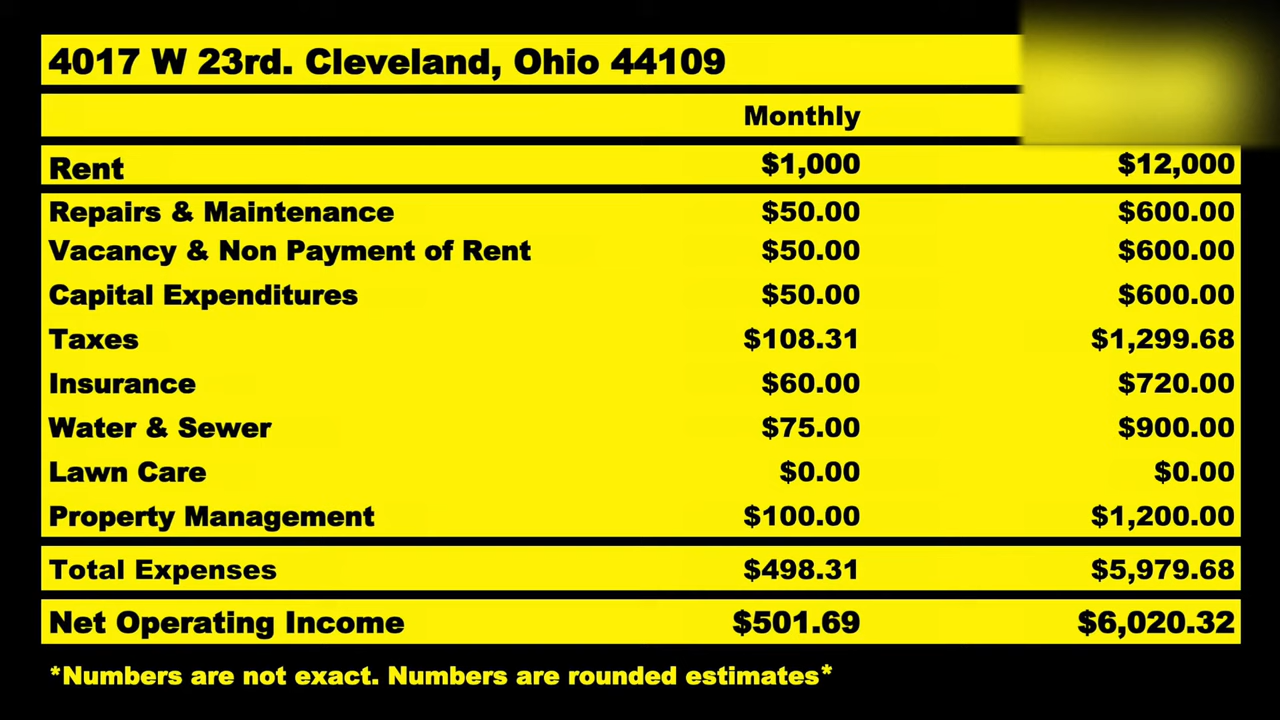 4017 W 23rd. Cleveland, Ohio 44109
Monthly
Rent $1,000 $12,000
Repairs & Maintenance $50.00 $600.00
Vacancy & Non Payment of Rent $50.00 $600.00
Capital Expenditures $50.00 $600.00
Taxes $108.31 $1,299.68
Insurance $60.00 $720.00
Water & Sewer $75.00 $900.00
Lawn Care $0.00 $0.00
Property Management $100.00 $1,200.00
Total Expenses $498.31 $5,979.68
Net Operating Income $501.69 $6,020.32
*Numbers are not exact. Numbers are rounded estimates*